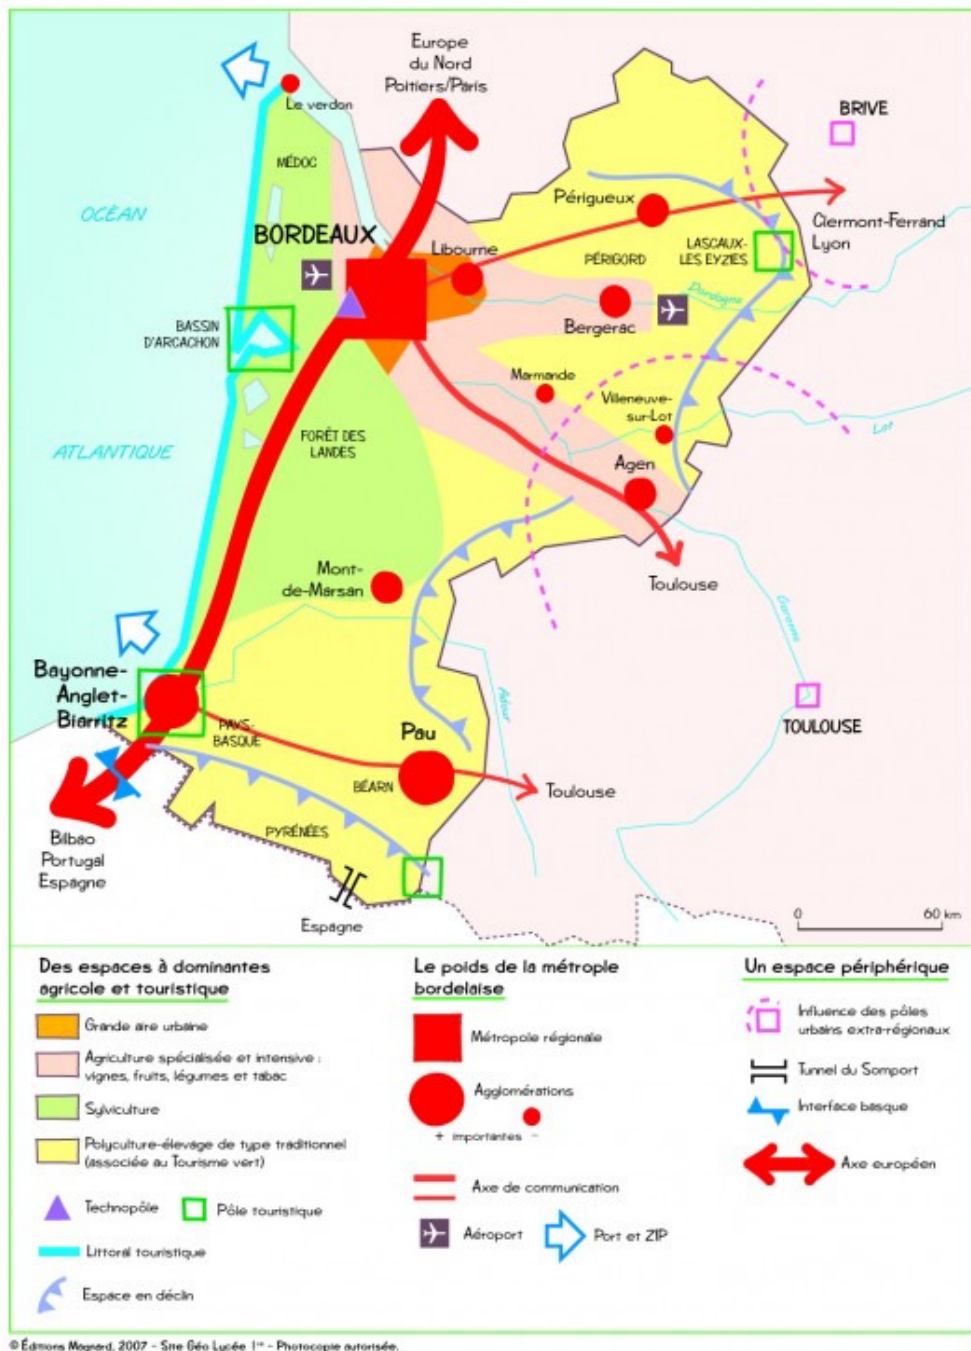 Europe
du Nord
Poitiers/Paris
Le verdon
BRIVE
MÉDOC
OCÉAN
Périgueux
Clermont-Ferrand
Lyon
BORDEAUX
Libourne
PÉRIGORD
LASCAUX-
LES EYZIES
Dordogne
Bergerac
BASSIN
D'ARCACHON
Marmande
Villeneuve-
sur-Lot
Lot
FORÊT DES
LANDES
ATLANTIQUE
Agen
Mont-
de-Marsan
Toulouse
Garonne
Bayonne-
Anglet-
Biarritz
Adour
PAYS-
BASQUE
Pau
TOULOUSE
BÉARN
Toulouse
PYRÉNÉES
Bilbao
Portugal
Espagne
Espagne
0 60 km
Des espaces à dominantes
agricole et touristique
Grande aire urbaine
Agriculture spécialisée et intensive :
vignes, fruits, légumes et tabac
Sylviculture
Polyculture-élevage de type traditionnel
(associée au Tourisme vert)
Technopôle
Pôle touristique
Littoral touristique
Espace en déclin
Le poids de la métrople
bordelaise
Métropole régionale
Agglomérations
+ importantes -
Axe de communication
Aéroport
Port et ZIP
Un espace périphérique
Influence des pôles
urbains extra-régionaux
Tunnel du Somport
Interface basque
Axe européen
© Éditions Magnard, 2007 - Site Géo Lycée 1re - Photocopie autorisée.